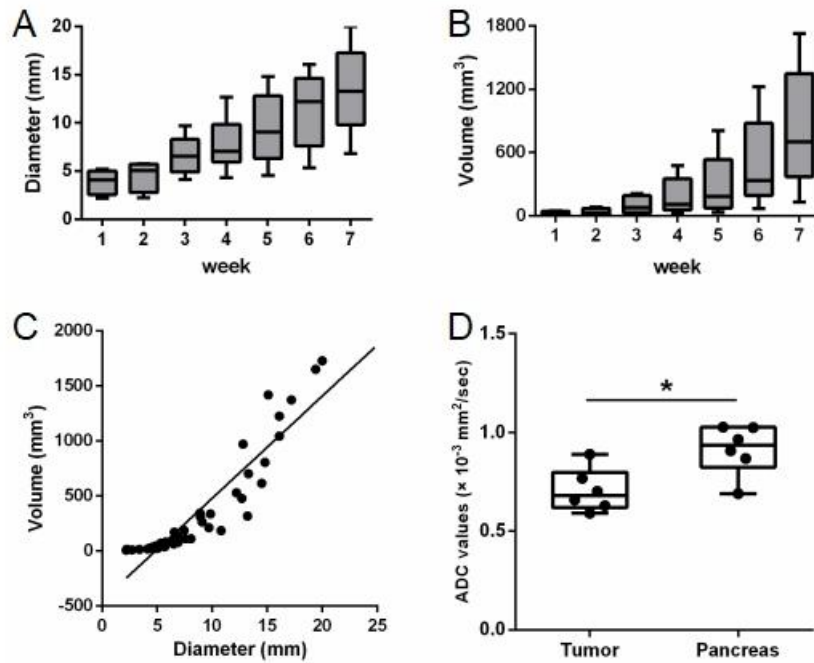 A
Diameter (mm)
20
15
10
5
0
1 2 3 4 5 6 7
week
B
Volume (mm³)
1800
1200
600
0
1 2 3 4 5 6 7
week
C
Volume (mm³)
2000
1500
1000
500
0
-500
0 5 10 15 20 25
Diameter (mm)
D
ADC values (× 10⁻³ mm²/sec)
1.5
1.0
0.5
0.0
*
Tumor Pancreas